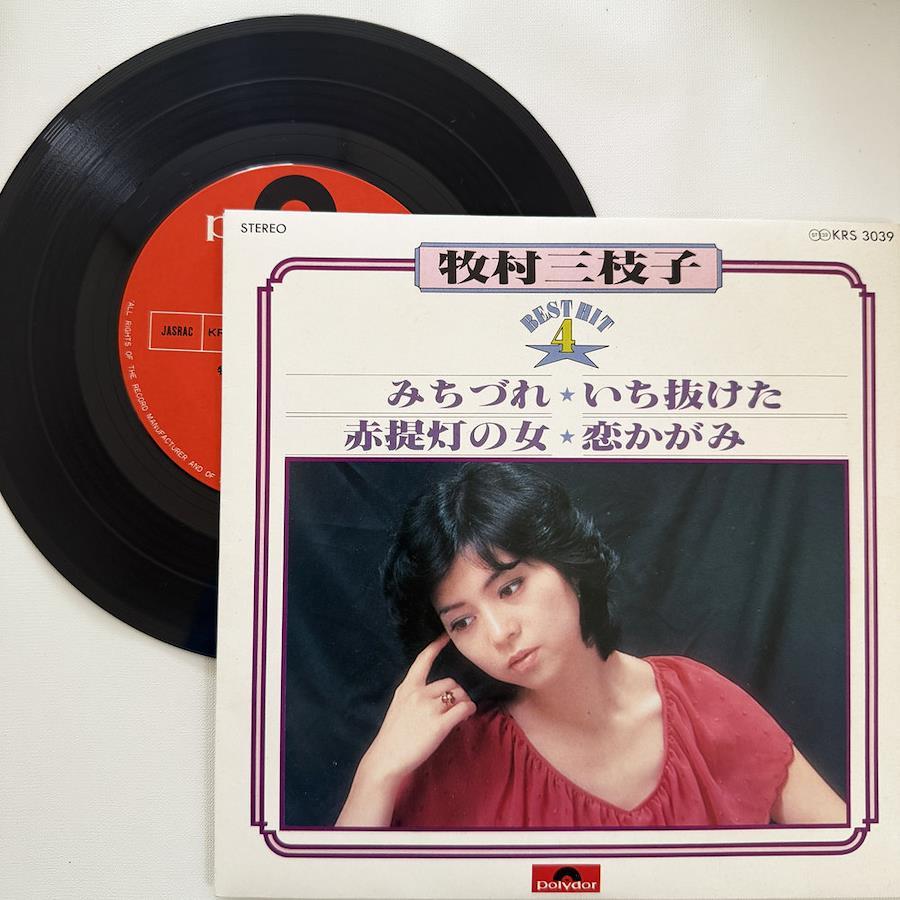 STEREO
ST 33 KRS 3039
牧村三枝子
BEST HIT
4
みちづれ★いち抜けた
赤提灯の女★恋かがみ
polydor
JASRAC
ALL RIGHTS OF THE RECORD MANUFACTURER AND OF